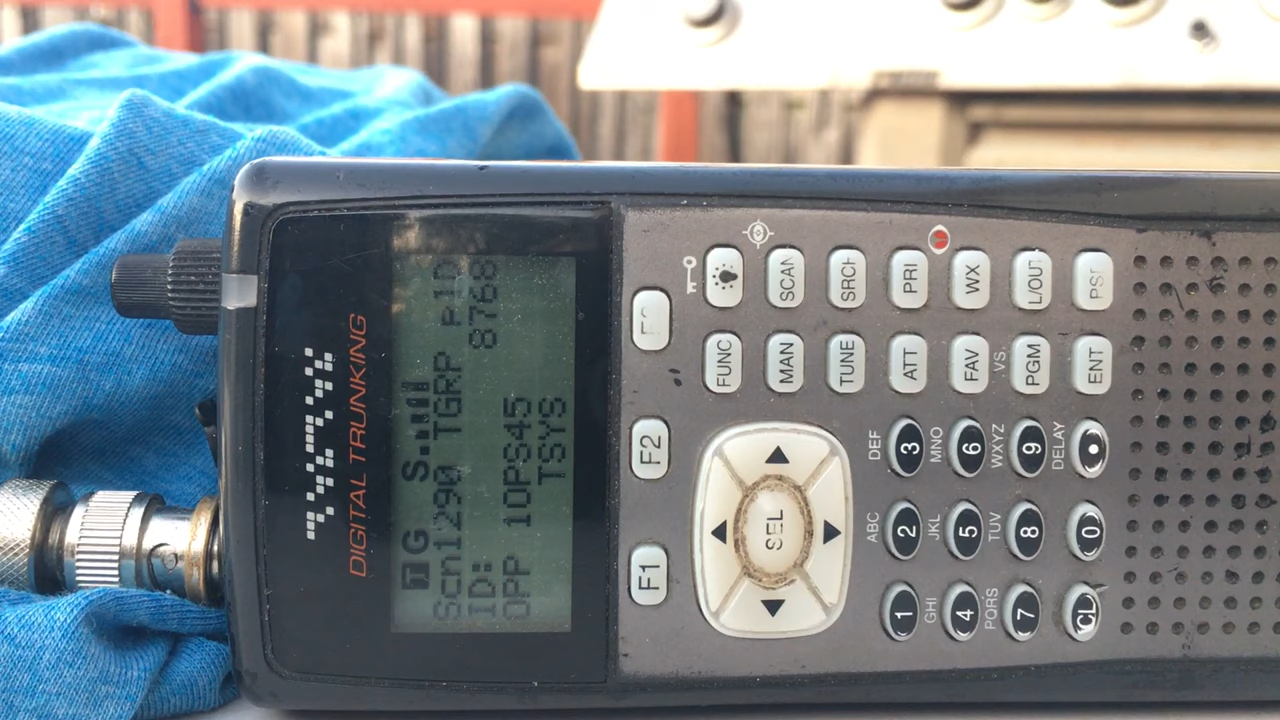 DIGITAL TRUNKING
T G S
Scn1290 TGRP P1D
ID: 8768
OPP 10PS45
TSYS
F1 F2 F3
FUNC
SEL MAN SCAN
TUNE SRCH
ABC DEF
1 2 3 ATT PRI
GHI JKL MNO
4 5 6 FAV WX
PQRS TUV WXYZ VS.
7 8 9 PGM L/OUT
DELAY
CL 0 ENT